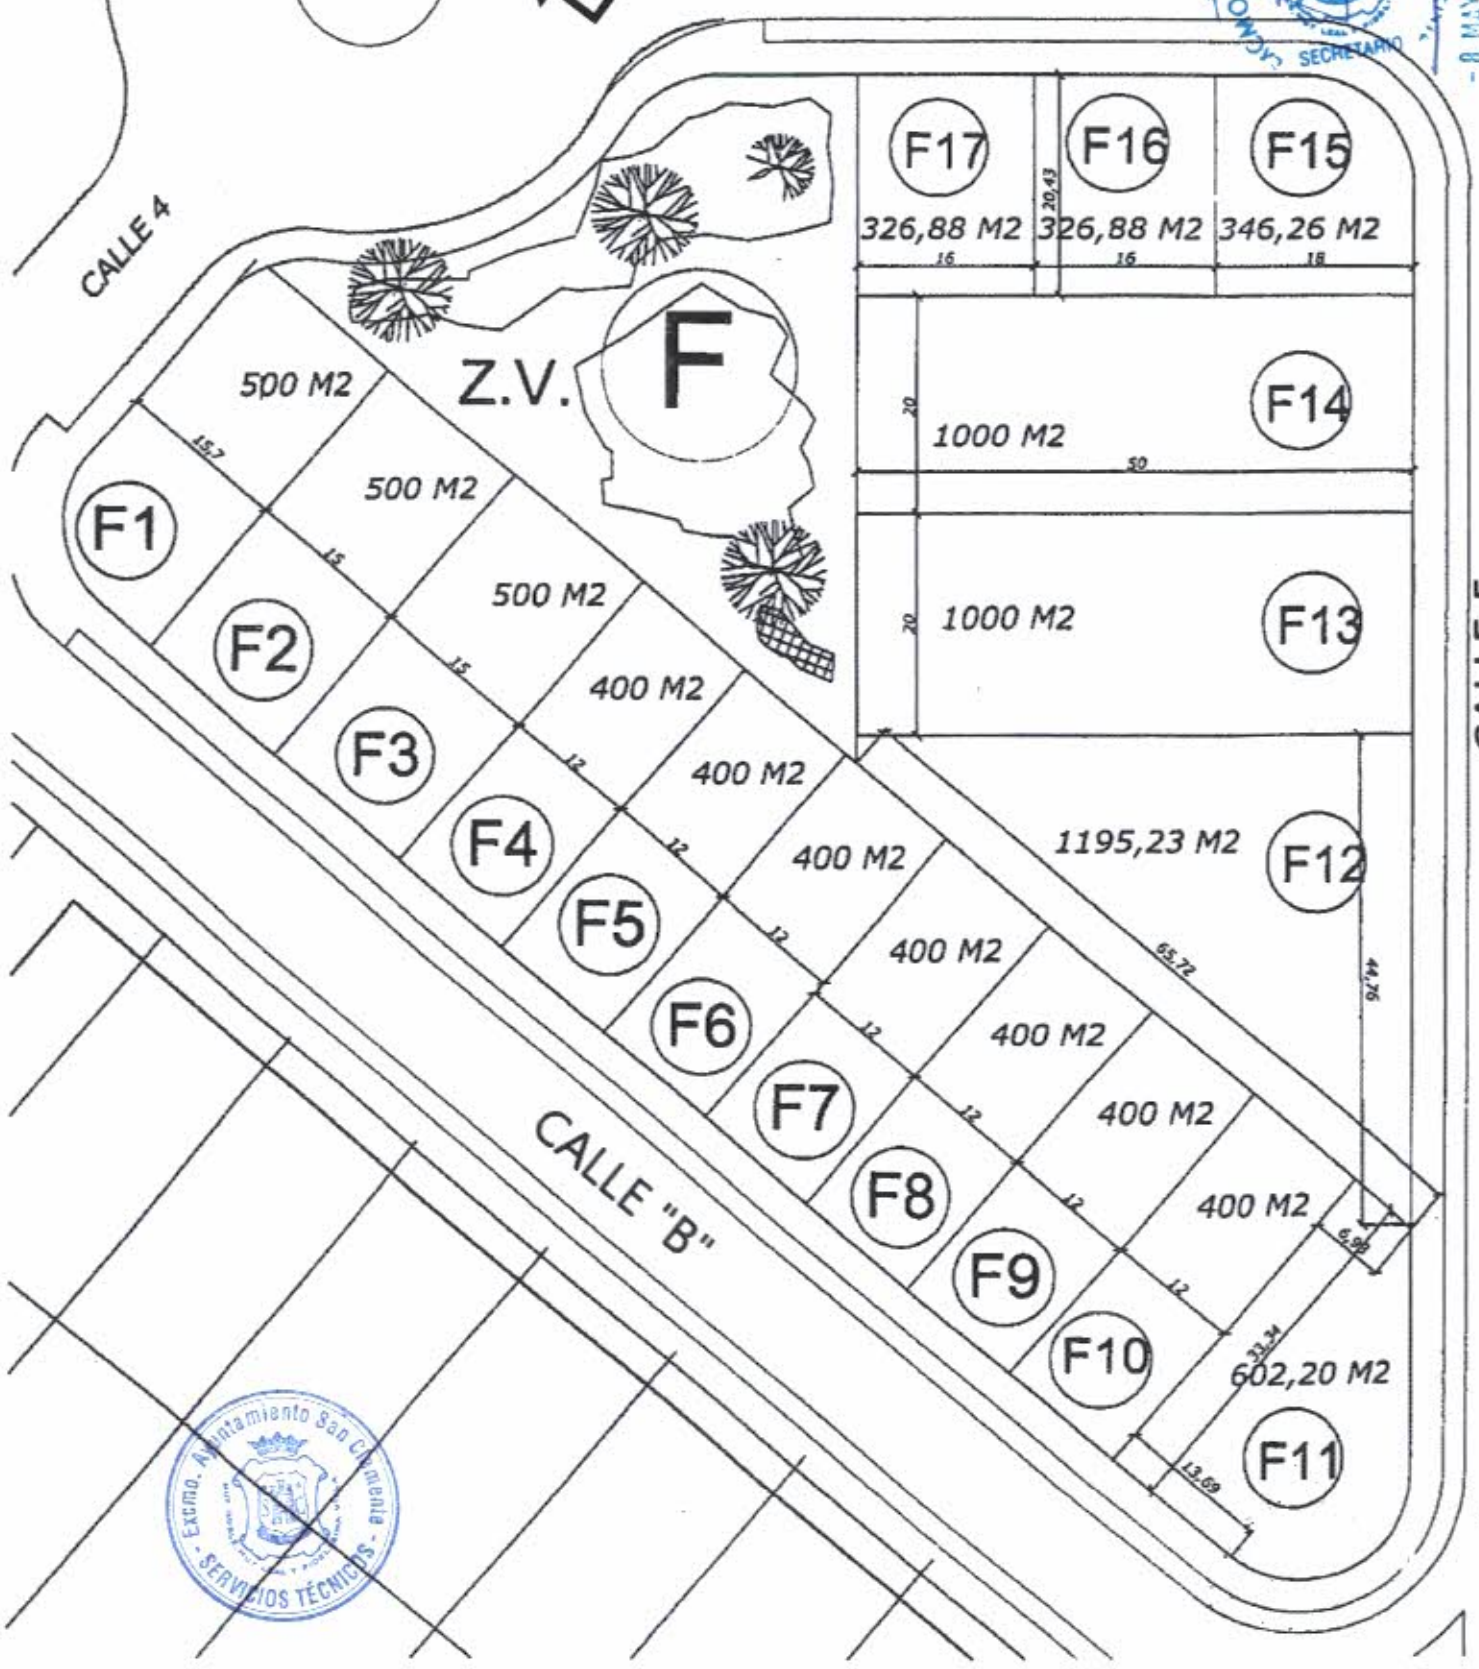 SECRETARIO
CALLE 4
F17
F16
F15
20,43
326,88 M2
326,88 M2
346,26 M2
16
16
18
F
Z.V.
500 M2
15,7
F1
20
1000 M2
F14
50
500 M2
15
F2
20
1000 M2
F13
500 M2
15
F3
400 M2
12
F4
400 M2
12
F5
1195,23 M2
F12
65,72
44,76
400 M2
12
F6
400 M2
12
F7
400 M2
12
F8
400 M2
12
F9
400 M2
12
F10
6,98
33,34
602,20 M2
F11
13,69
CALLE "B"
Excmo. Ayuntamiento San Clemente
- SERVICIOS TÉCNICOS -